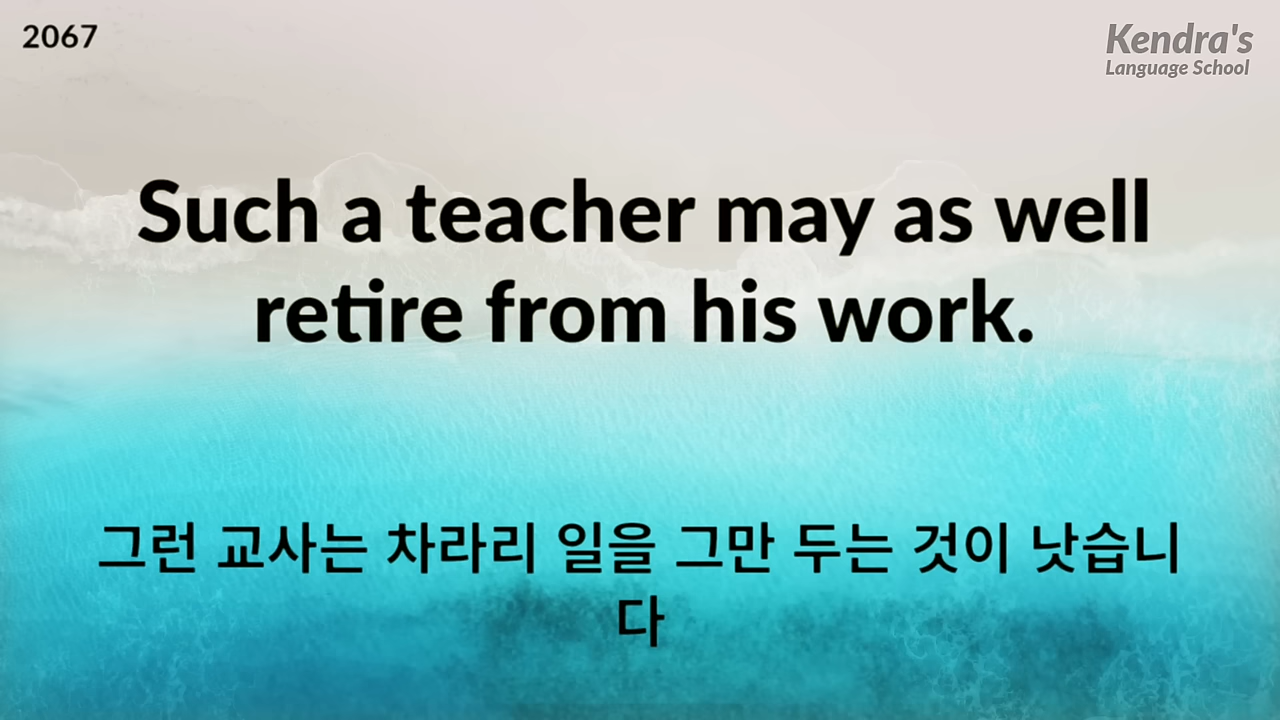 2067
Kendra's
Language School
Such a teacher may as well
retire from his work.
그런 교사는 차라리 일을 그만 두는 것이 낫습니
다